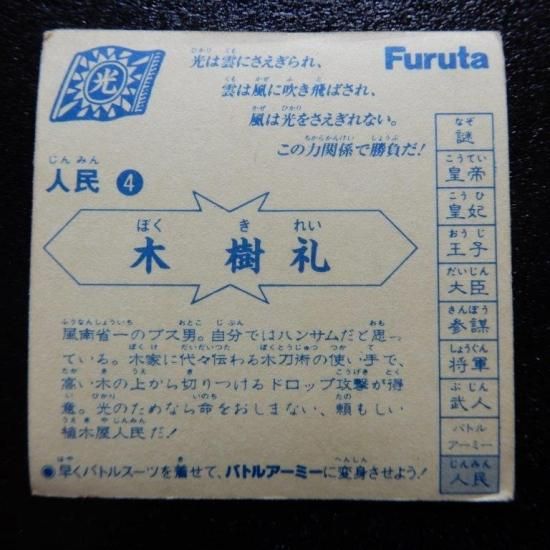 光
光は雲にさえぎられ、
雲は風に吹き飛ばされ、
風は光をさえぎれない。
この力関係で勝負だ!
Furuta
人民 4
木 樹 礼
風南省一のブス男。自分ではハンサムだと思っ
ている。木家に代々伝わる木刀術の使い手で、
高い木の上から切りつけるドロップ攻撃が得
意。光のためなら命をおしまない、頼もしい
植木屋人民だ!
●早くバトルスーツを着せて、バトルアーミーに変身させよう!
謎
皇帝
皇妃
王子
大臣
参謀
将軍
武人
バトル
アーミー
人民